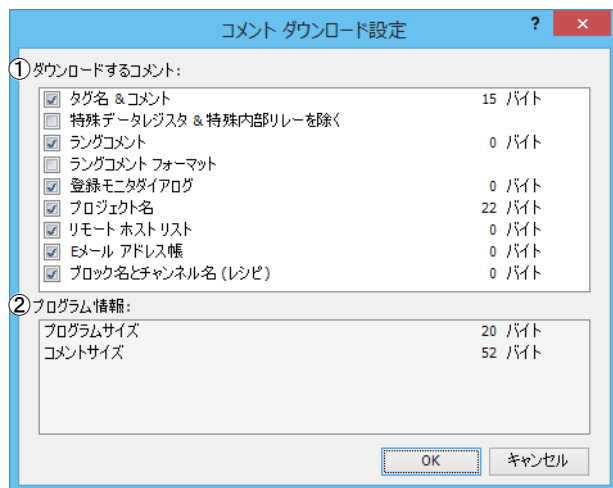 コメント ダウンロード設定
? ×
①ダウンロードするコメント:
タグ名 & コメント 15 バイト
特殊データレジスタ & 特殊内部リレーを除く
ラングコメント 0 バイト
ラングコメント フォーマット
登録モニタダイアログ 0 バイト
プロジェクト名 22 バイト
リモート ホスト リスト 0 バイト
Eメール アドレス帳 0 バイト
ブロック名とチャンネル名 (レシピ) 0 バイト
②プログラム情報:
プログラムサイズ 20 バイト
コメントサイズ 52 バイト
OK キャンセル